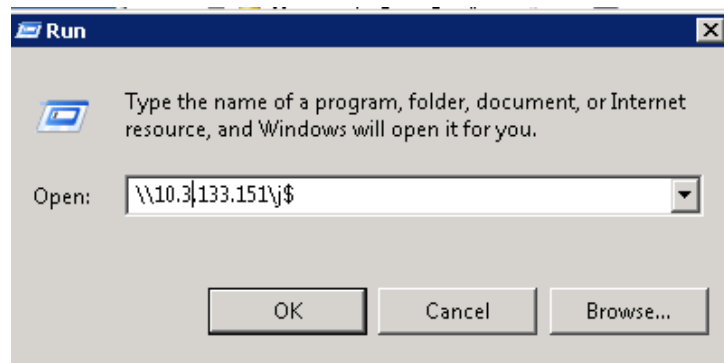 Run
Type the name of a program, folder, document, or Internet
resource, and Windows will open it for you.
Open:
\\10.3.133.151\j$
OK
Cancel
Browse...